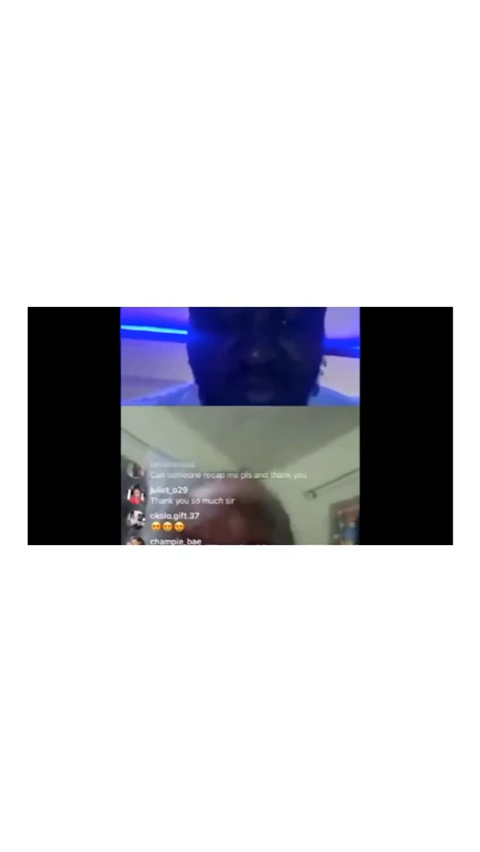 Can someone recap me pls and thank you
juliet_o29
Thank you so much sir
okolo.gift.37
😍😍😍
champie_bae